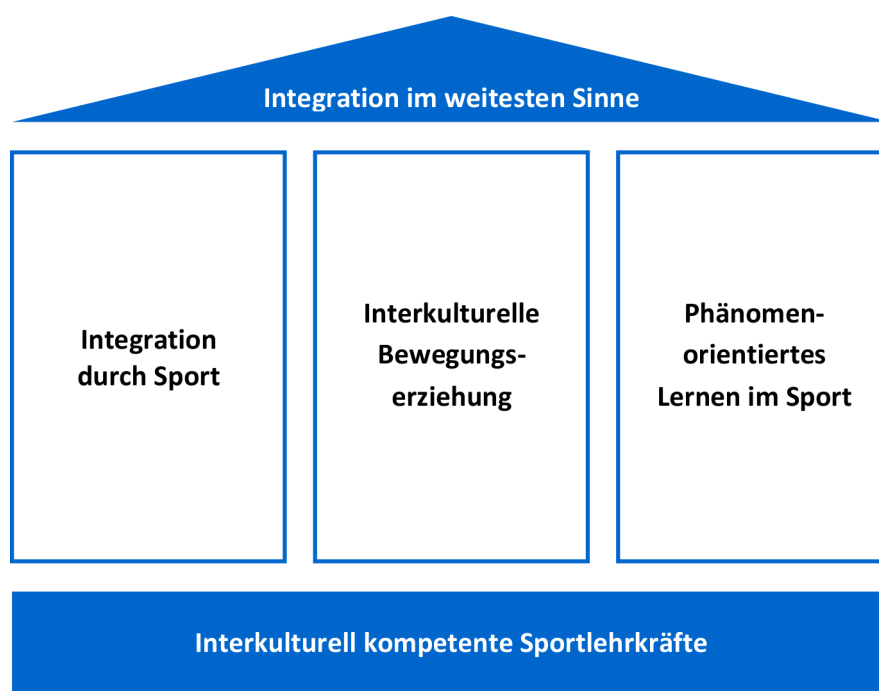 Integration im weitesten Sinne
Integration
durch Sport
Interkulturelle
Bewegungs-
erziehung
Phänomen-
orientiertes
Lernen im Sport
Interkulturell kompetente Sportlehrkräfte